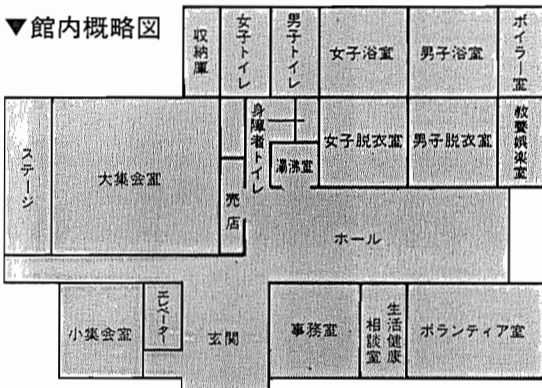 ▼館内概略図
収納庫
女子トイレ
男子トイレ
女子浴室
男子浴室
ボイラー室
ステージ
大集会室
売店
身障者トイレ
湯沸室
女子脱衣室
男子脱衣室
教養娯楽室
ホール
小集会室
エレベーター
玄関
事務室
生活健康
相談室
ボランティア室